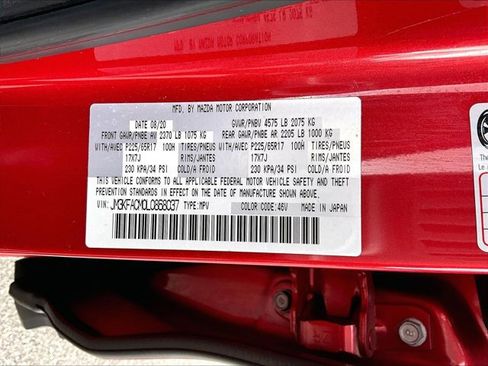 MFD. BY MAZDA MOTOR CORPORATION
DATE 08/20 GVWR/PNBV 4575 LB 2075 KG
FRONT GAWR/PNBE AV 2370 LB 1075 KG REAR GAWR/PNBE AR 2205 LB 1000 KG
WITH/AVEC P225/65R17 100H TIRES/PNEUS WITH/AVEC P225/65R17 100H TIRES/PNEUS
17X7J RIMS/JANTES 17X7J RIMS/JANTES
230 KPA/34 PSI COLD/A FROID 230 KPA/34 PSI COLD/A FROID
THIS VEHICLE CONFORMS TO ALL APPLICABLE FEDERAL MOTOR VEHICLE SAFETY AND
THEFT PREVENTION STANDARDS IN EFFECT ON THE DATE OF MANUFACTURE SHOWN ABOVE.
VIN: JM3KFACM0L0868037 TYPE:MPV COLOR CODE:46V MADE IN JAPAN